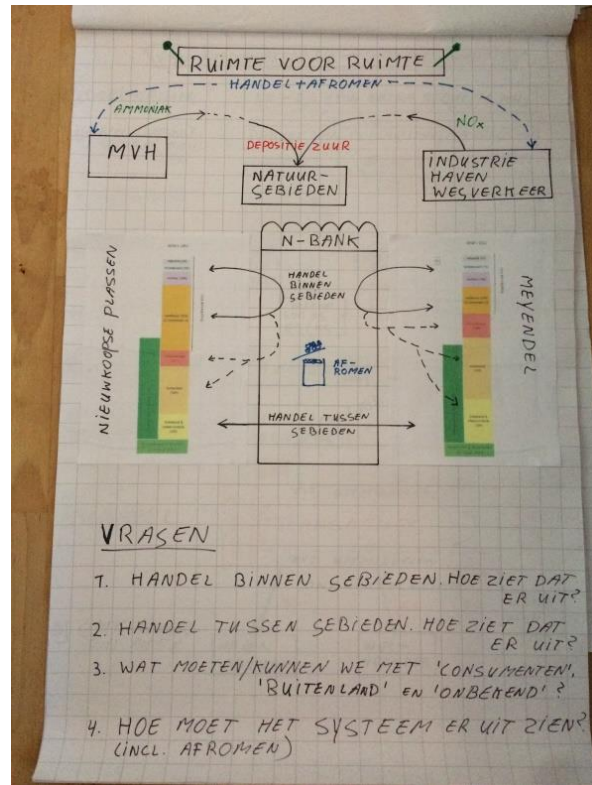 RUIMTE VOOR RUIMTE
HANDEL + AFROMEN
AMMONIAK
NOx
MVH
DEPOSITIE ZUUR
NATUUR-
GEBIEDEN
INDUSTRIE
HAVEN
WEGVERKEER
N-BANK
NIEUWKOOPSE PLASSEN
HANDEL
BINNEN
GEBIEDEN
MEYENDEL
AF-
ROMEN
HANDEL TUSSEN
GEBIEDEN
VRAGEN
1. HANDEL BINNEN GEBIEDEN. HOE ZIET DAT
ER UIT?
2. HANDEL TUSSEN GEBIEDEN. HOE ZIET DAT
ER UIT?
3. WAT MOETEN/KUNNEN WE MET 'CONSUMENTEN',
'BUITENLAND' EN 'ONBEKEND'?
4. HOE MOET HET SYSTEEM ER UIT ZIEN?
(INCL. AFROMEN)